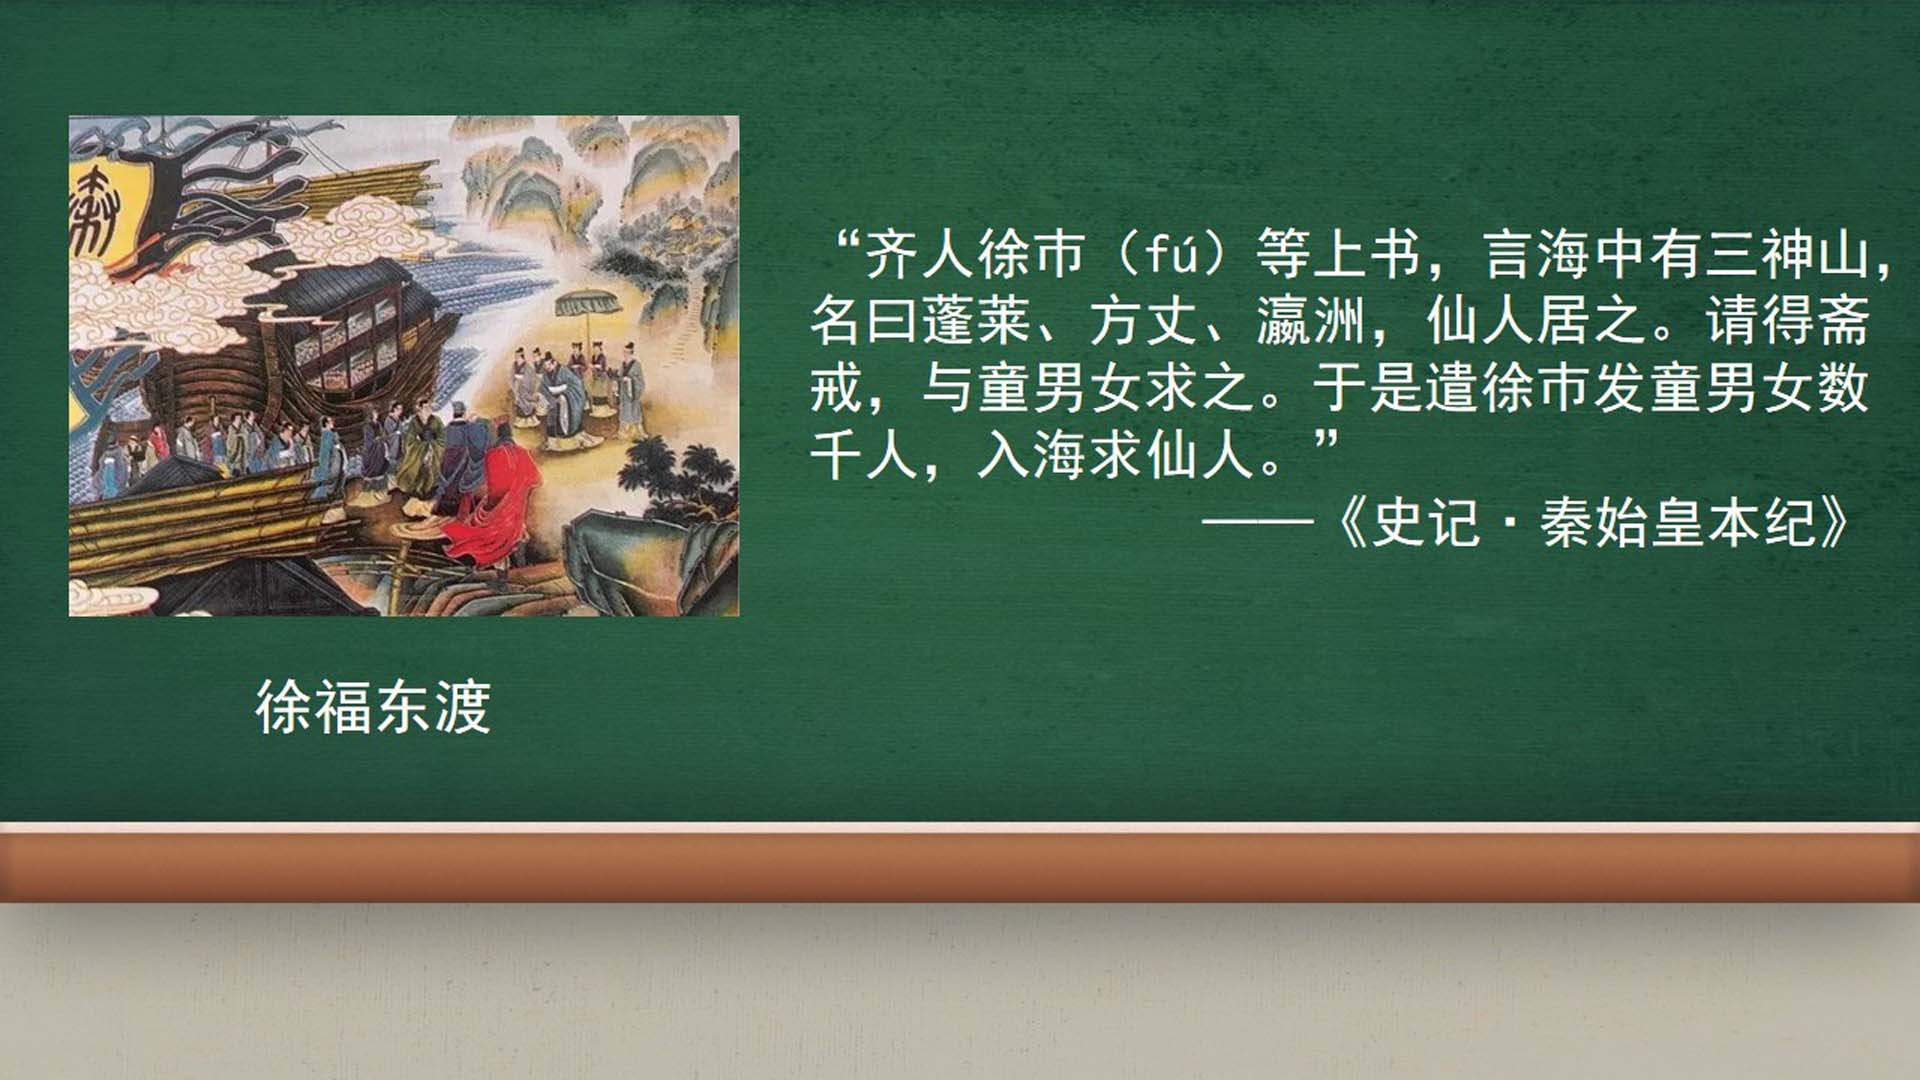 秦
“齐人徐巿（fú）等上书，言海中有三神山，
名曰蓬莱、方丈、瀛洲，仙人居之。请得斋
戒，与童男女求之。于是遣徐巿发童男女数
千人，入海求仙人。”
——《史记·秦始皇本纪》
徐福东渡